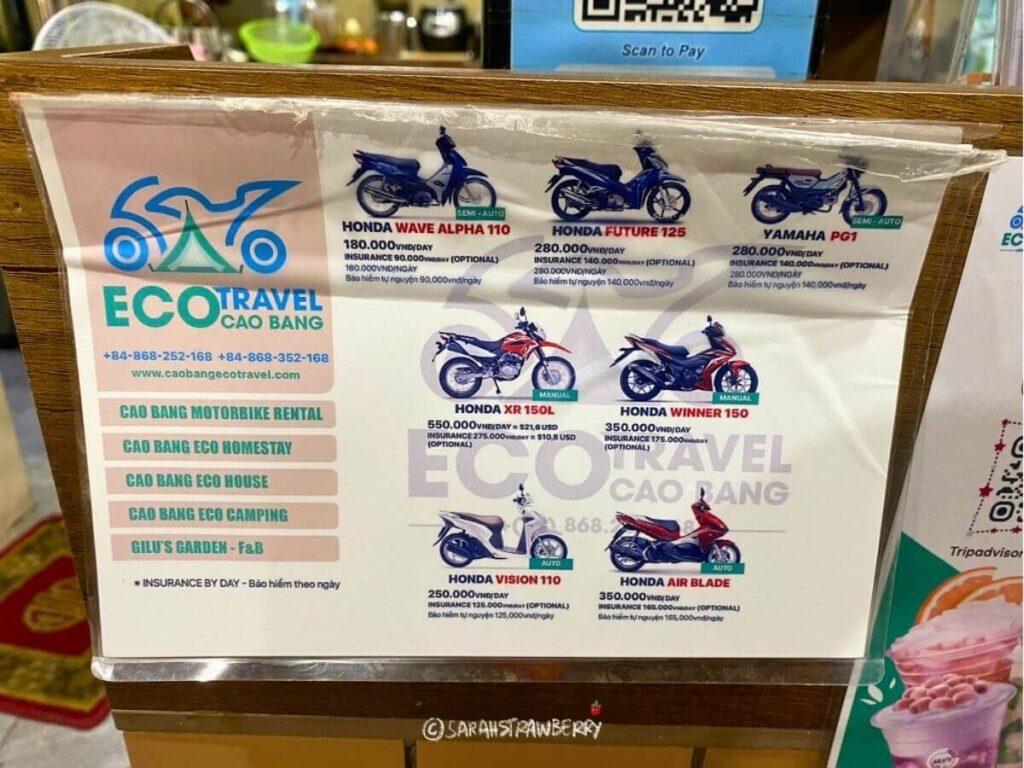 Scan to Pay
ECO TRAVEL
CAO BANG
+84-868-252-168 +84-868-352-168
www.caobangecotravel.com
CAO BANG MOTORBIKE RENTAL
CAO BANG ECO HOMESTAY
CAO BANG ECO HOUSE
CAO BANG ECO CAMPING
GILU'S GARDEN - F&B
* INSURANCE BY DAY - Bảo hiểm theo ngày
SEMI - AUTO
HONDA WAVE ALPHA 110
180.000VND/DAY
INSURANCE 90.000VND/DAY (OPTIONAL)
180.000VND/NGÀY
Bảo hiểm tự nguyện 90,000vnd/ngày
HONDA FUTURE 125
280.000VND/DAY
INSURANCE 140.000VND/DAY (OPTIONAL)
280.000VND/NGÀY
Bảo hiểm tự nguyện 140,000vnd/ngày
SEMI - AUTO
YAMAHA PG1
280.000VND/DAY
INSURANCE 140.000VND/DAY (OPTIONAL)
280.000VND/NGÀY
Bảo hiểm tự nguyện 140,000vnd/ngày
MANUAL
HONDA XR 150L
550.000VND/DAY = $21,6 USD
INSURANCE 275.000VND/DAY = $10,8 USD
(OPTIONAL)
MANUAL
HONDA WINNER 150
350.000VND/DAY
INSURANCE 175.000VND/DAY
(OPTIONAL)
ECO TRAVEL
CAO BANG
868.2
AUTO
HONDA VISION 110
250.000VND/DAY
INSURANCE 125.000VND/DAY (OPTIONAL)
Bảo hiểm tự nguyện 125,000vnd/ngày
AUTO
HONDA AIR BLADE
350.000VND/DAY
INSURANCE 165.000VND/DAY (OPTIONAL)
Bảo hiểm tự nguyện 165,000vnd/ngày
Tripadvisor
©SARAHSTRAWBERRY